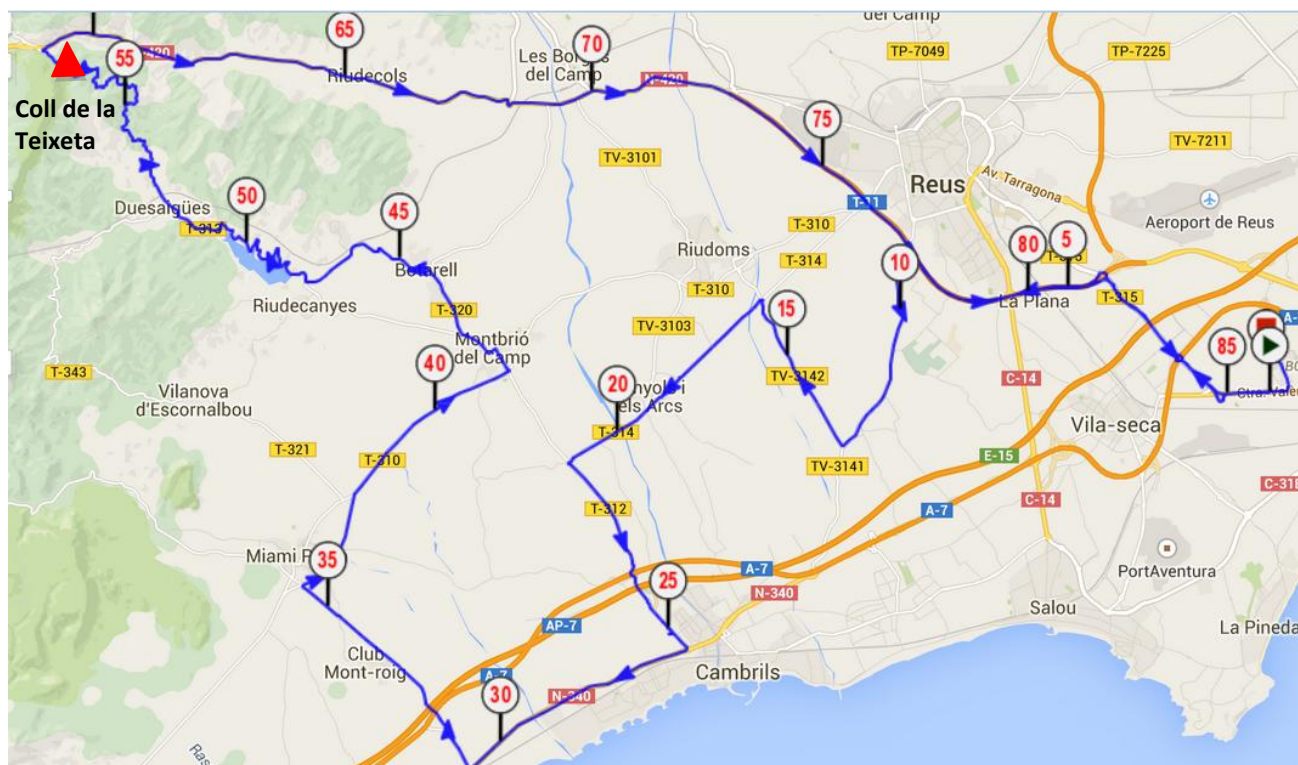 del Camp
TP-7049
TP-7225
65
70
55
N-420
Riudecols
Les Borges
del Camp
N-420
Coll de la
Teixeta
75
TV-7211
TV-3101
Reus
Av. Tarragona
50
45
Duesaigües
T-313
T-11
Aeroport de Reus
T-310
Riudoms
T-314
80
5
10
Botarell
T-310
La Plana
T-315
Riudecanyes
T-320
15
TV-3103
Montbrió
del Camp
85
T-343
40
TV-3142
C-14
Vilanova
d'Escornalbou
20
els Arcs
T-314
Vila-seca
T-321
T-310
TV-3141
E-15
C-14
T-312
A-7
Miami
35
A-7
PortAventura
25
N-340
Salou
AP-7
La Pineda
Club
Mont-roig
A-7
Cambrils
30
N-340